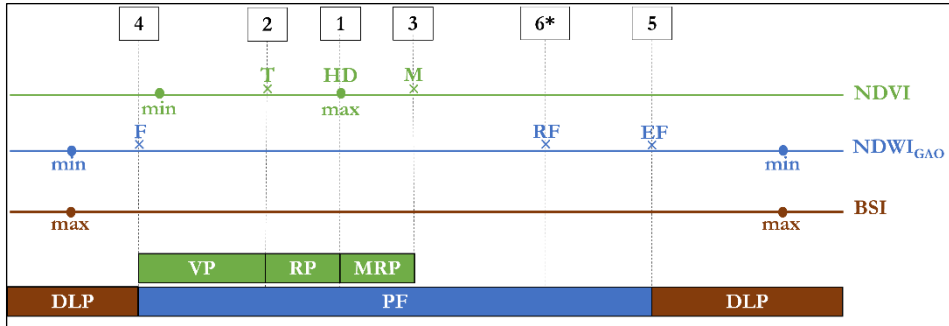 4 2 1 3 6* 5
T HD M
NDVI
min max
F RF EF
NDWI_GAO
min min
BSI
max max
VP RP MRP
DLP PF DLP